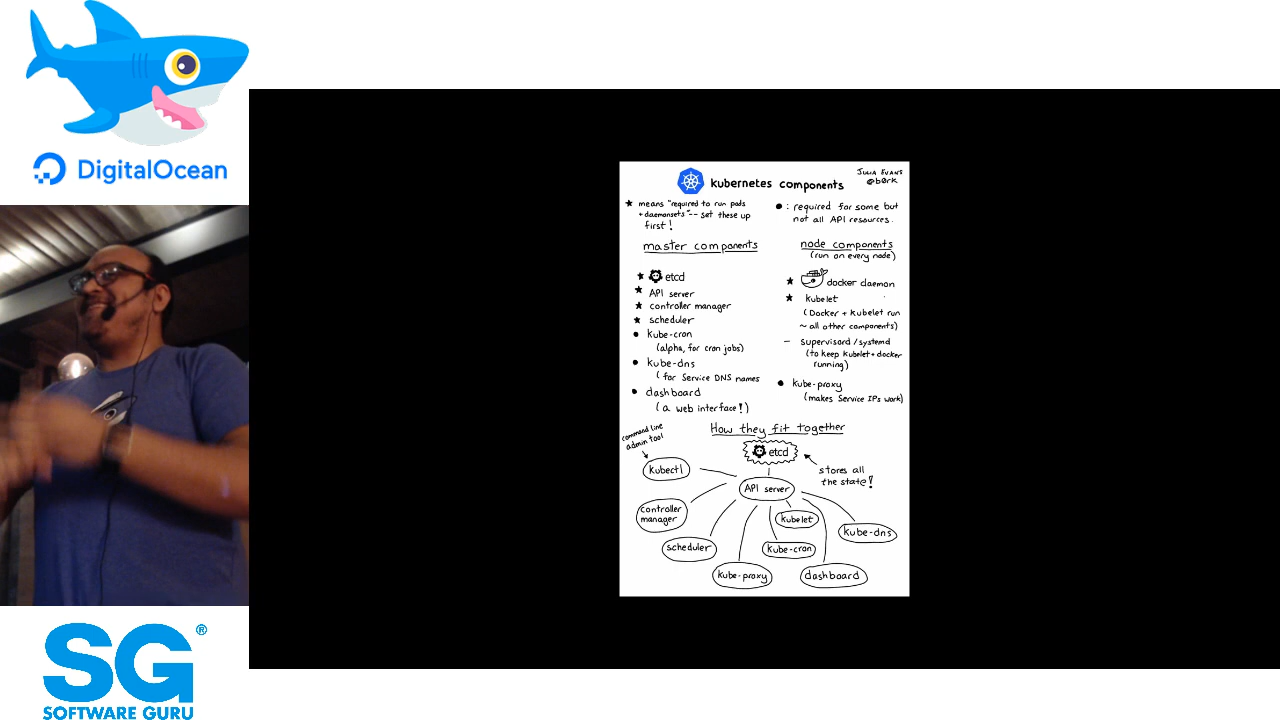 DigitalOcean
SG®
SOFTWARE GURU
kubernetes components
JULIA EVANS
@b0rk
★ means "required to run pods
+ daemonsets" -- set these up
first!
● : required for some but
not all API resources.
master components
★ etcd
★ API server
★ controller manager
★ scheduler
● kube-cron
(alpha, for cron jobs)
● kube-dns
(for Service DNS names
● dashboard
(a web interface!)
node components
(run on every node)
★ docker daemon
★ kubelet
(Docker + kubelet run
~ all other components)
— supervisord/systemd
(to keep kubelet+docker
running)
● kube-proxy
(makes Service IPs work)
How they fit together
command line
admin tool
etcd
stores all
the state!
kubectl
API server
controller
manager
kubelet
kube-dns
scheduler
kube-cron
kube-proxy
dashboard